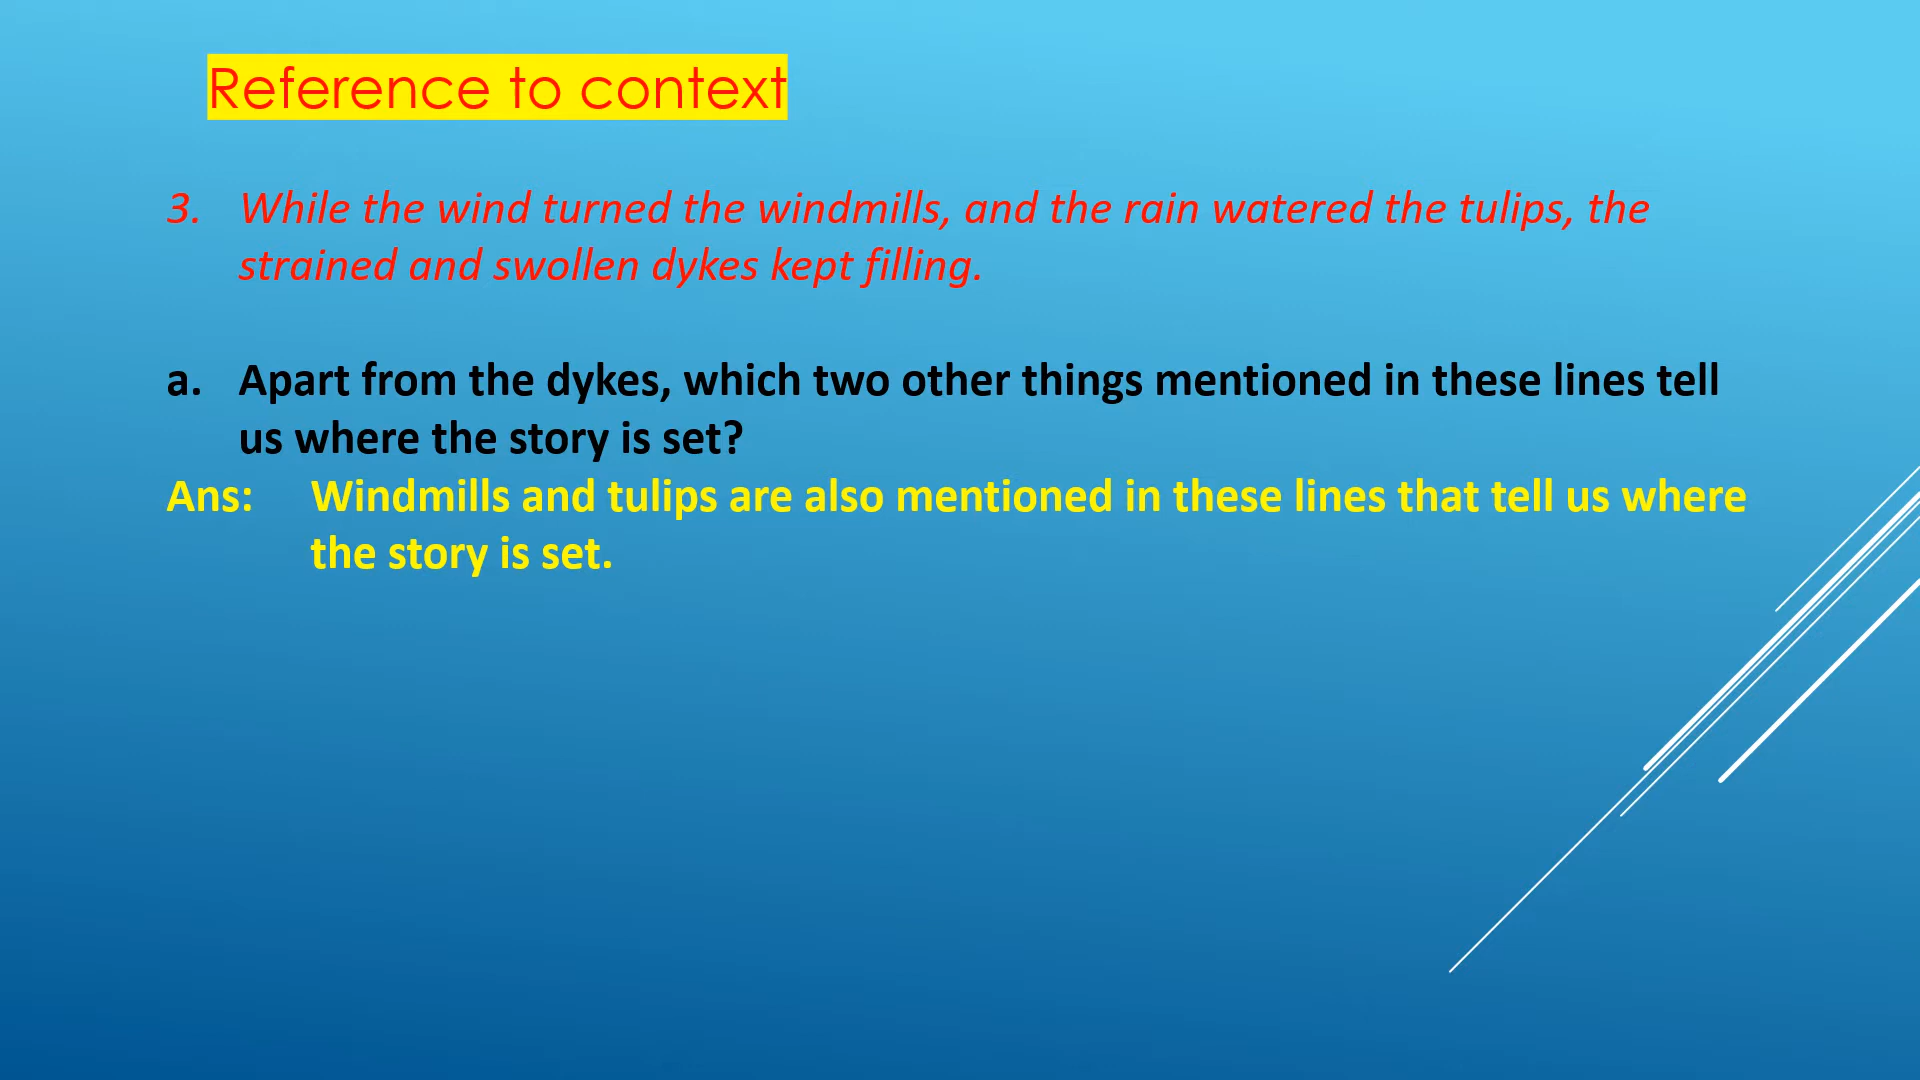 Reference to context
3. While the wind turned the windmills, and the rain watered the tulips, the
strained and swollen dykes kept filling.
a. Apart from the dykes, which two other things mentioned in these lines tell
us where the story is set?
Ans: Windmills and tulips are also mentioned in these lines that tell us where
the story is set.